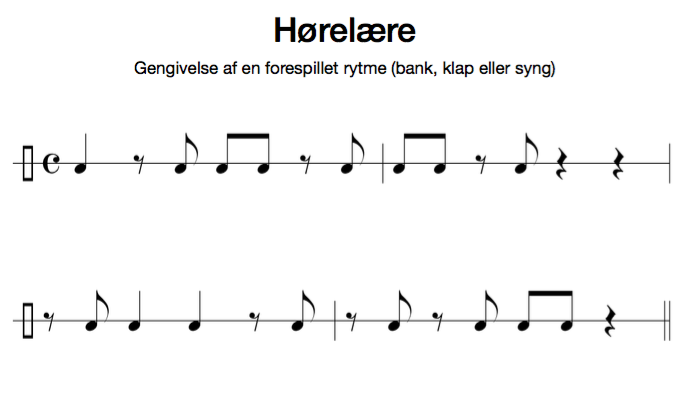 Hørelære
Gengivelse af en forespillet rytme (bank, klap eller syng)